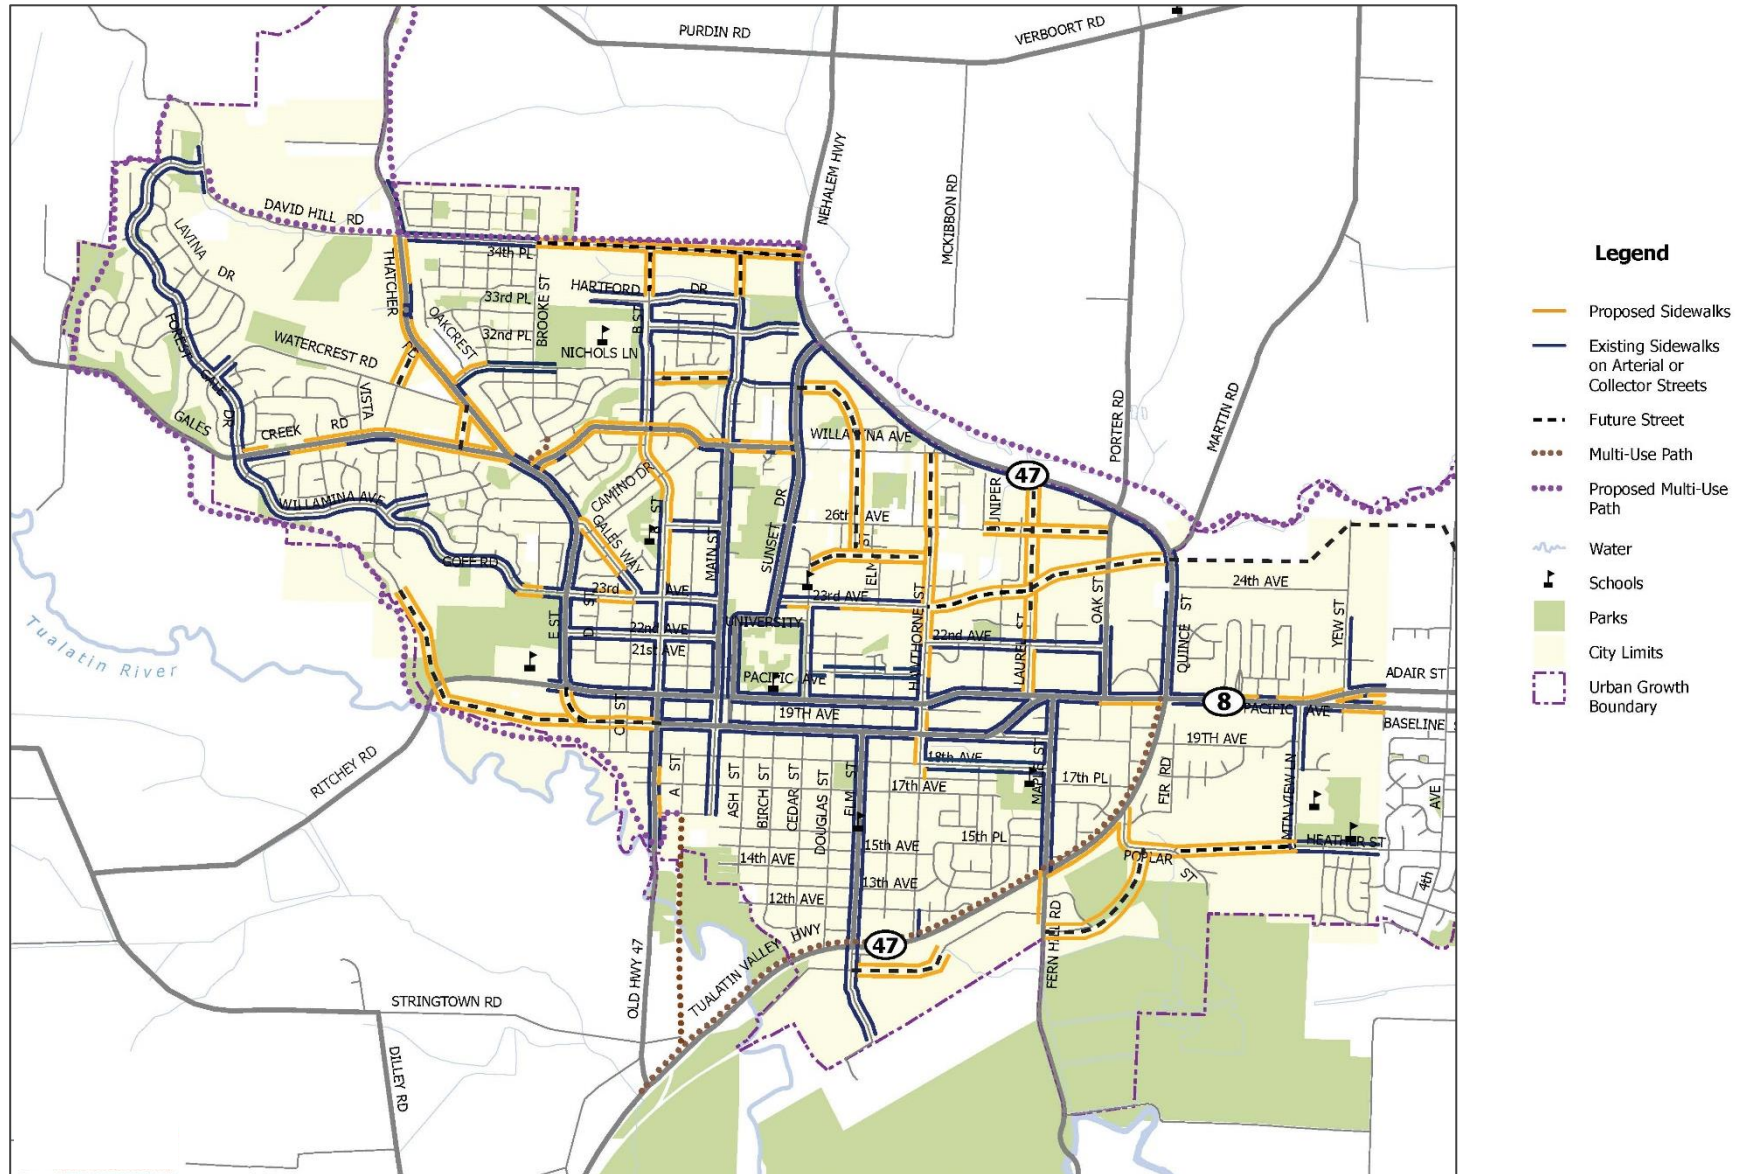 PURDIN RD
VERBOORT RD
NEHALEM HWY
MCKIBBON RD
DAVID HILL RD
LAVINA
DR
THATCHER
RD
34th PL
33rd PL
32nd PL
BROOKE ST
OAKCREST
HARTFORD DR
B ST
NICHOLS LN
WATERCREST RD
VISTA
FOREST
GALE
DR
GALES
CREEK RD
WILLAMINA AVE
WILLAMINA AVE
CAMINO DR
GALES WAY
B ST
MAIN ST
SUNSET DR
26th AVE
JUNIPER
47
PORTER RD
MARTIN RD
GOFF RD
23rd AVE
23rd AVE
ELM
PL
24th AVE
YEW ST
E ST
D ST
22nd AVE
UNIVERSITY
21st AVE
HAWTHORNE ST
22nd AVE
LAUREL ST
OAK ST
QUINCE ST
Tualatin River
PACIFIC AVE
8
PACIFIC AVE
ADAIR ST
BASELINE S
C ST
19TH AVE
19TH AVE
RITCHEY RD
A ST
ASH ST
BIRCH ST
CEDAR ST
DOUGLAS ST
ELM ST
18th AVE
17th AVE
MAPLE ST
17th PL
FIR RD
MTN VIEW LN
AVE
15th PL
15th AVE
14th AVE
13th AVE
12th AVE
POPLAR
ST
HEATHER ST
4th
OLD HWY 47
TUALATIN VALLEY HWY
47
FERN HILL RD
STRINGTOWN RD
DILLEY RD
Legend
Proposed Sidewalks
Existing Sidewalks
on Arterial or
Collector Streets
Future Street
Multi-Use Path
Proposed Multi-Use
Path
Water
Schools
Parks
City Limits
Urban Growth
Boundary